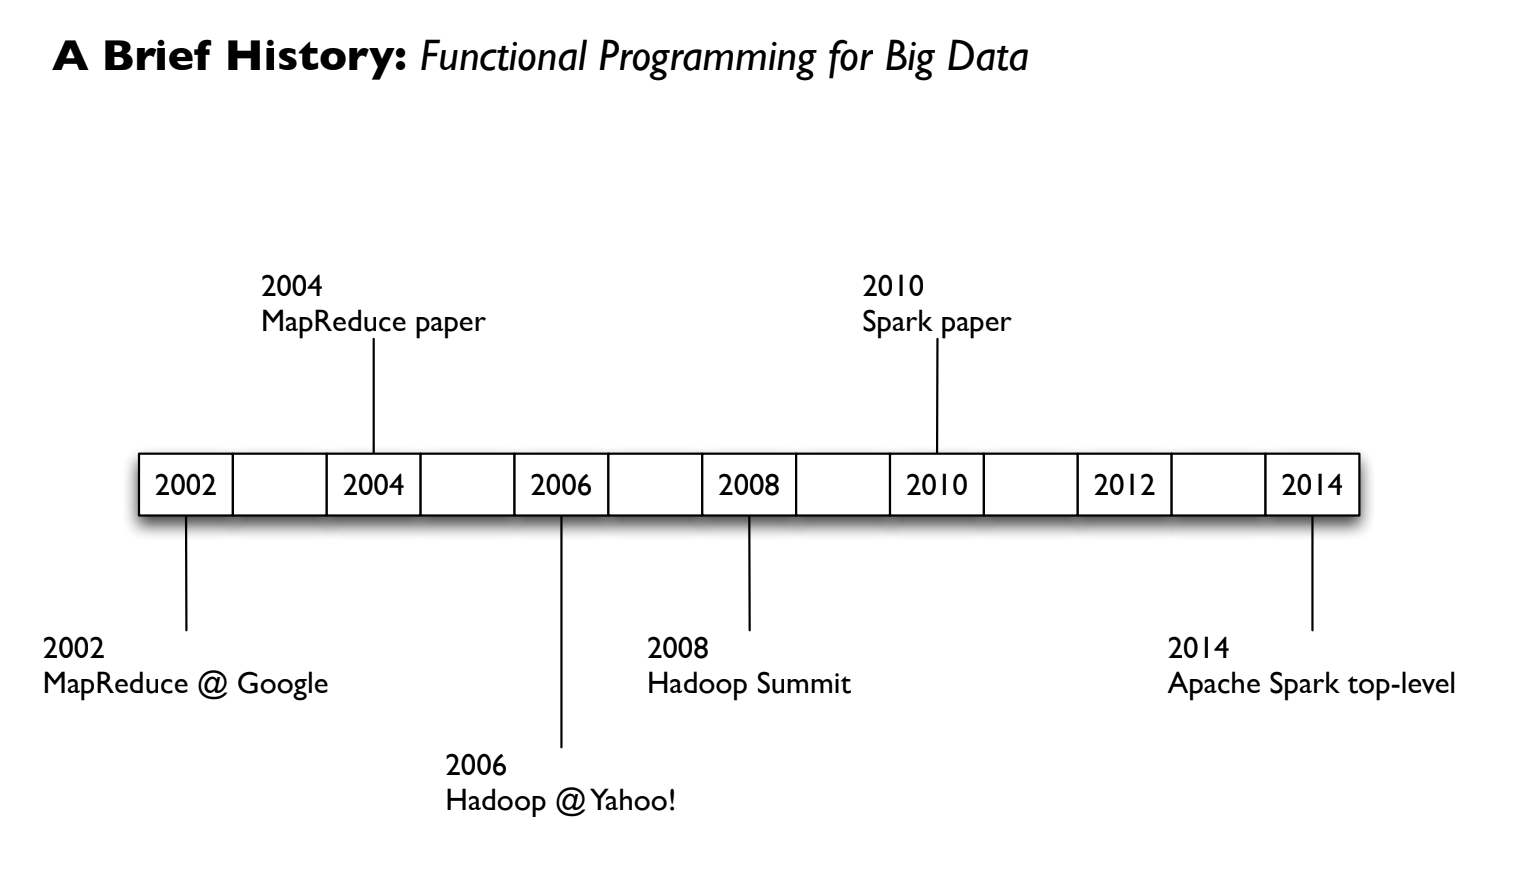 A Brief History: Functional Programming for Big Data
2004
MapReduce paper
2010
Spark paper
2002 2004 2006 2008 2010 2012 2014
2002
MapReduce @ Google
2008
Hadoop Summit
2014
Apache Spark top-level
2006
Hadoop @ Yahoo!